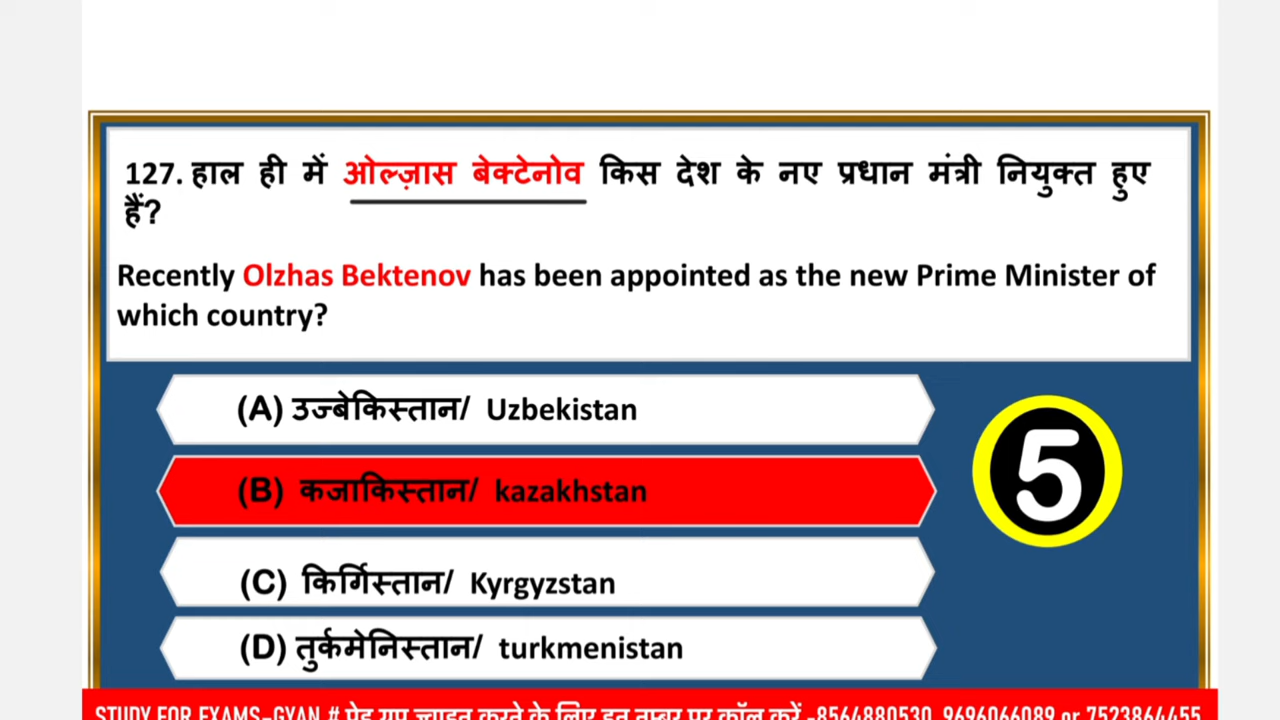 127. हाल ही में ओल्ज़ास बेक्टेनोव किस देश के नए प्रधान मंत्री नियुक्त हुए
हैं?
Recently Olzhas Bektenov has been appointed as the new Prime Minister of
which country?
(A) उज्बेकिस्तान/ Uzbekistan
(B) कजाकिस्तान/ kazakhstan
5
(C) किर्गिस्तान/ Kyrgyzstan
(D) तुर्कमेनिस्तान/ turkmenistan
STUDY FOR EXAMS-GYAN # पेड ग्रुप ज्वाइन करने के लिए इन नम्बर पर कॉल करें -8564880530, 9696066089 or 7523864455